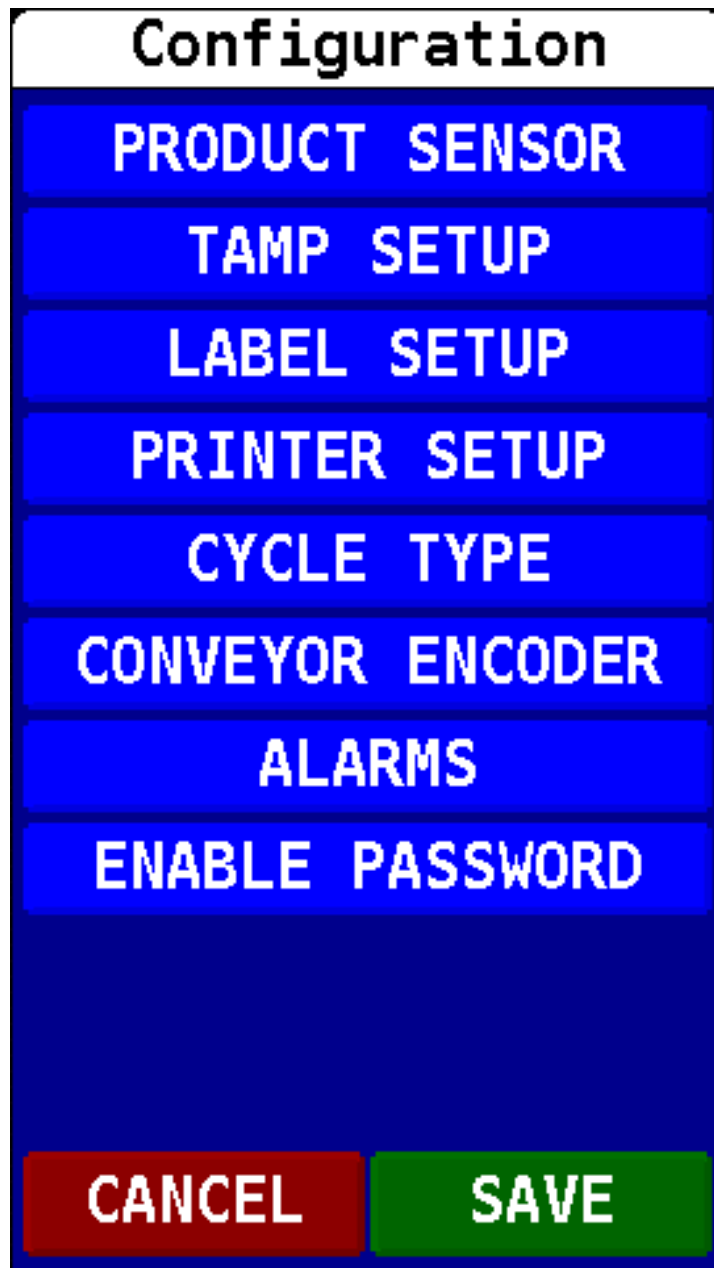 Configuration
PRODUCT SENSOR
TAMP SETUP
LABEL SETUP
PRINTER SETUP
CYCLE TYPE
CONVEYOR ENCODER
ALARMS
ENABLE PASSWORD
CANCEL SAVE